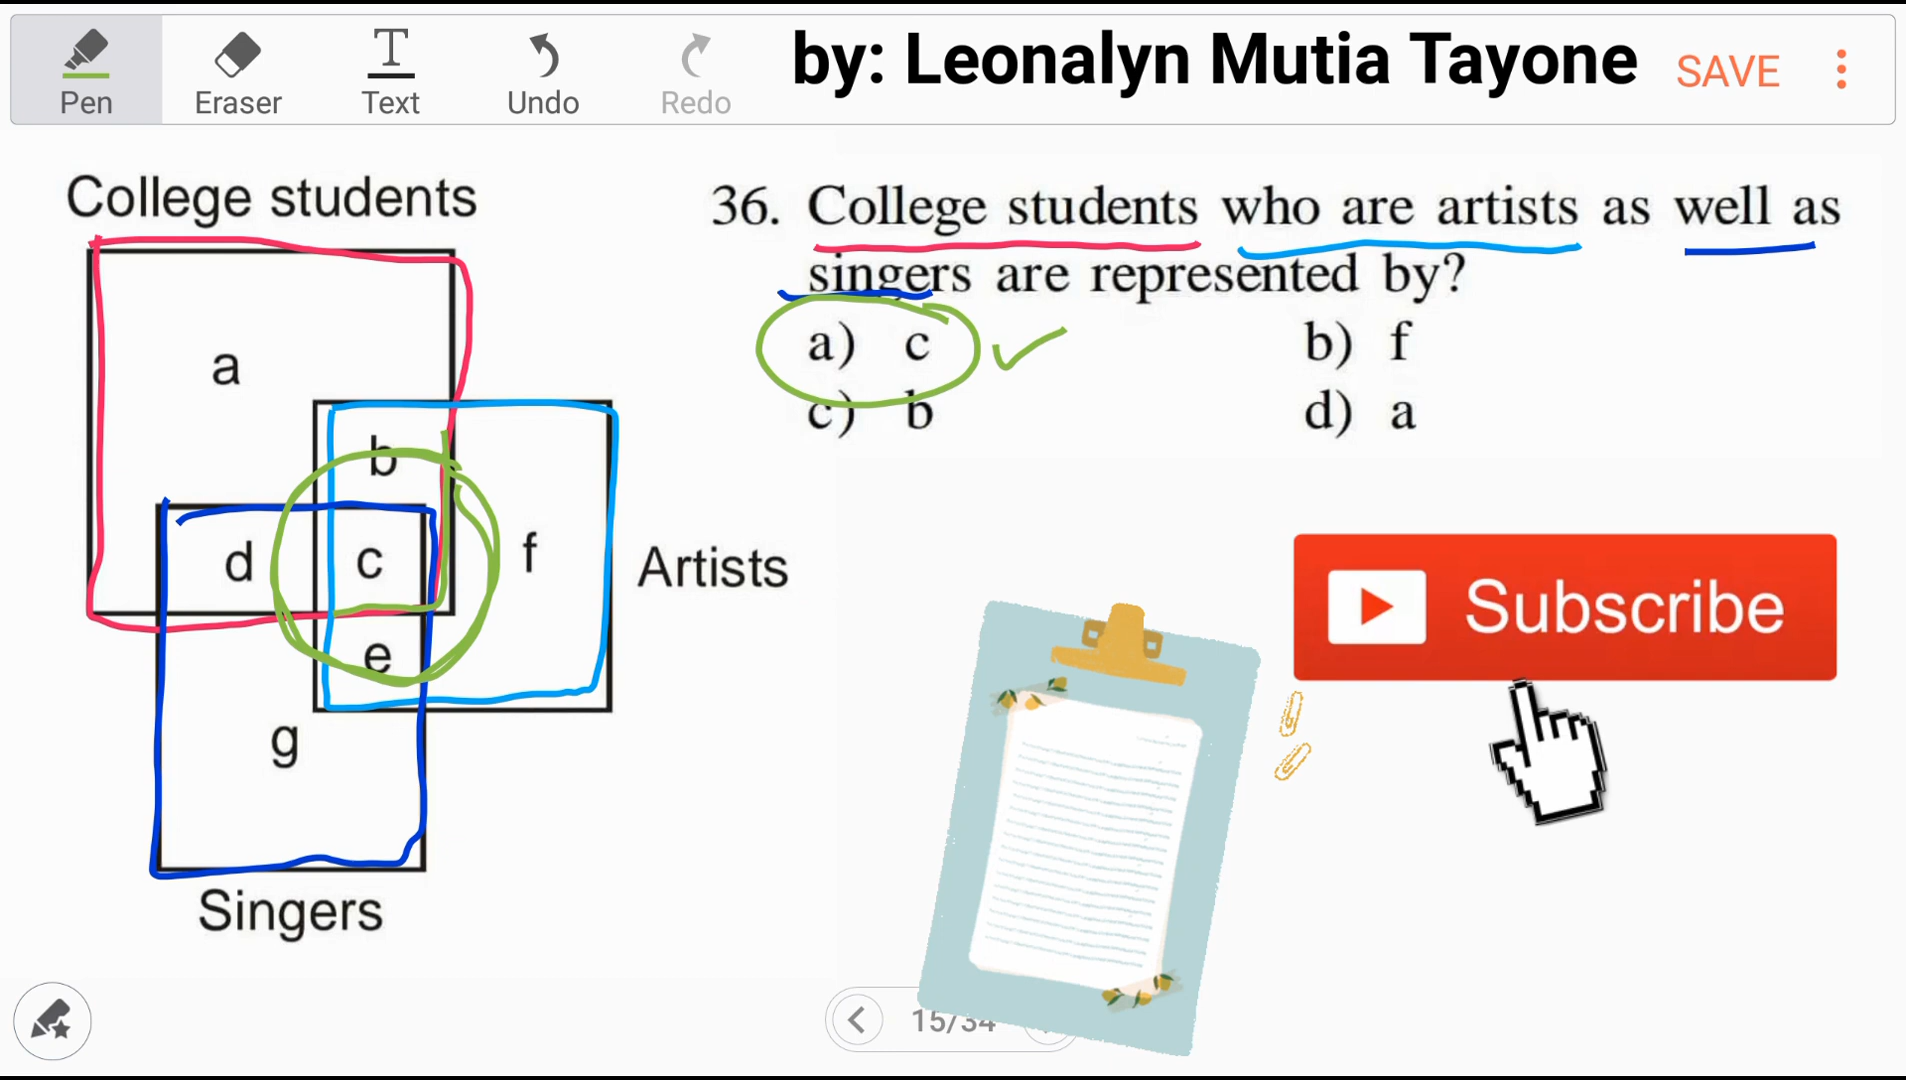 Pen
Eraser
Text
Undo
Redo
by: Leonalyn Mutia Tayone
SAVE
College students
a
b
d
c
f
e
g
Artists
Singers
36. College students who are artists as well as
singers are represented by?
a) c
b) f
c) b
d) a
Subscribe
15/34